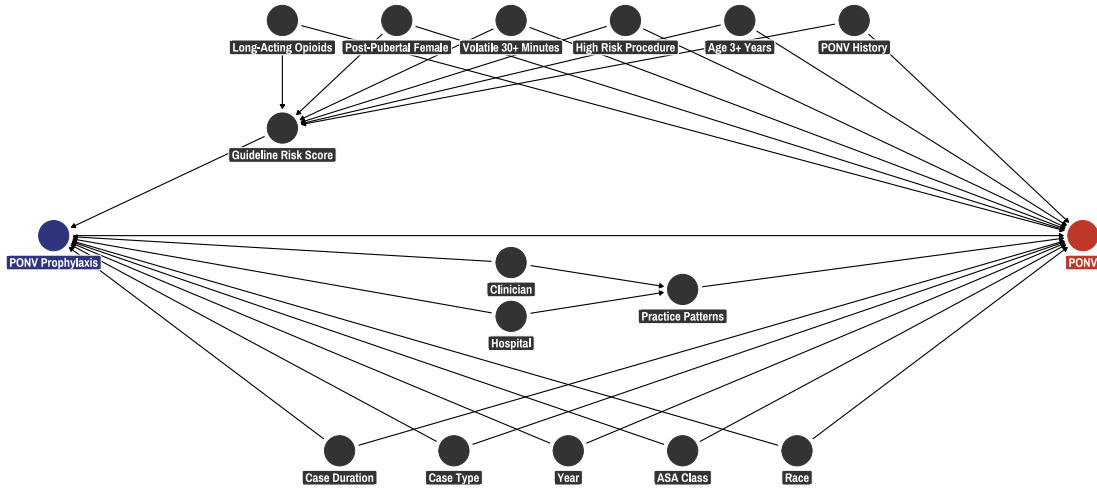 Long-Acting Opioids
Post-Pubertal Female
Volatile 30+ Minutes
High Risk Procedure
Age 3+ Years
PONV History
Guideline Risk Score
PONV Prophylaxis
PONV
Clinician
Practice Patterns
Hospital
Case Duration
Case Type
Year
ASA Class
Race